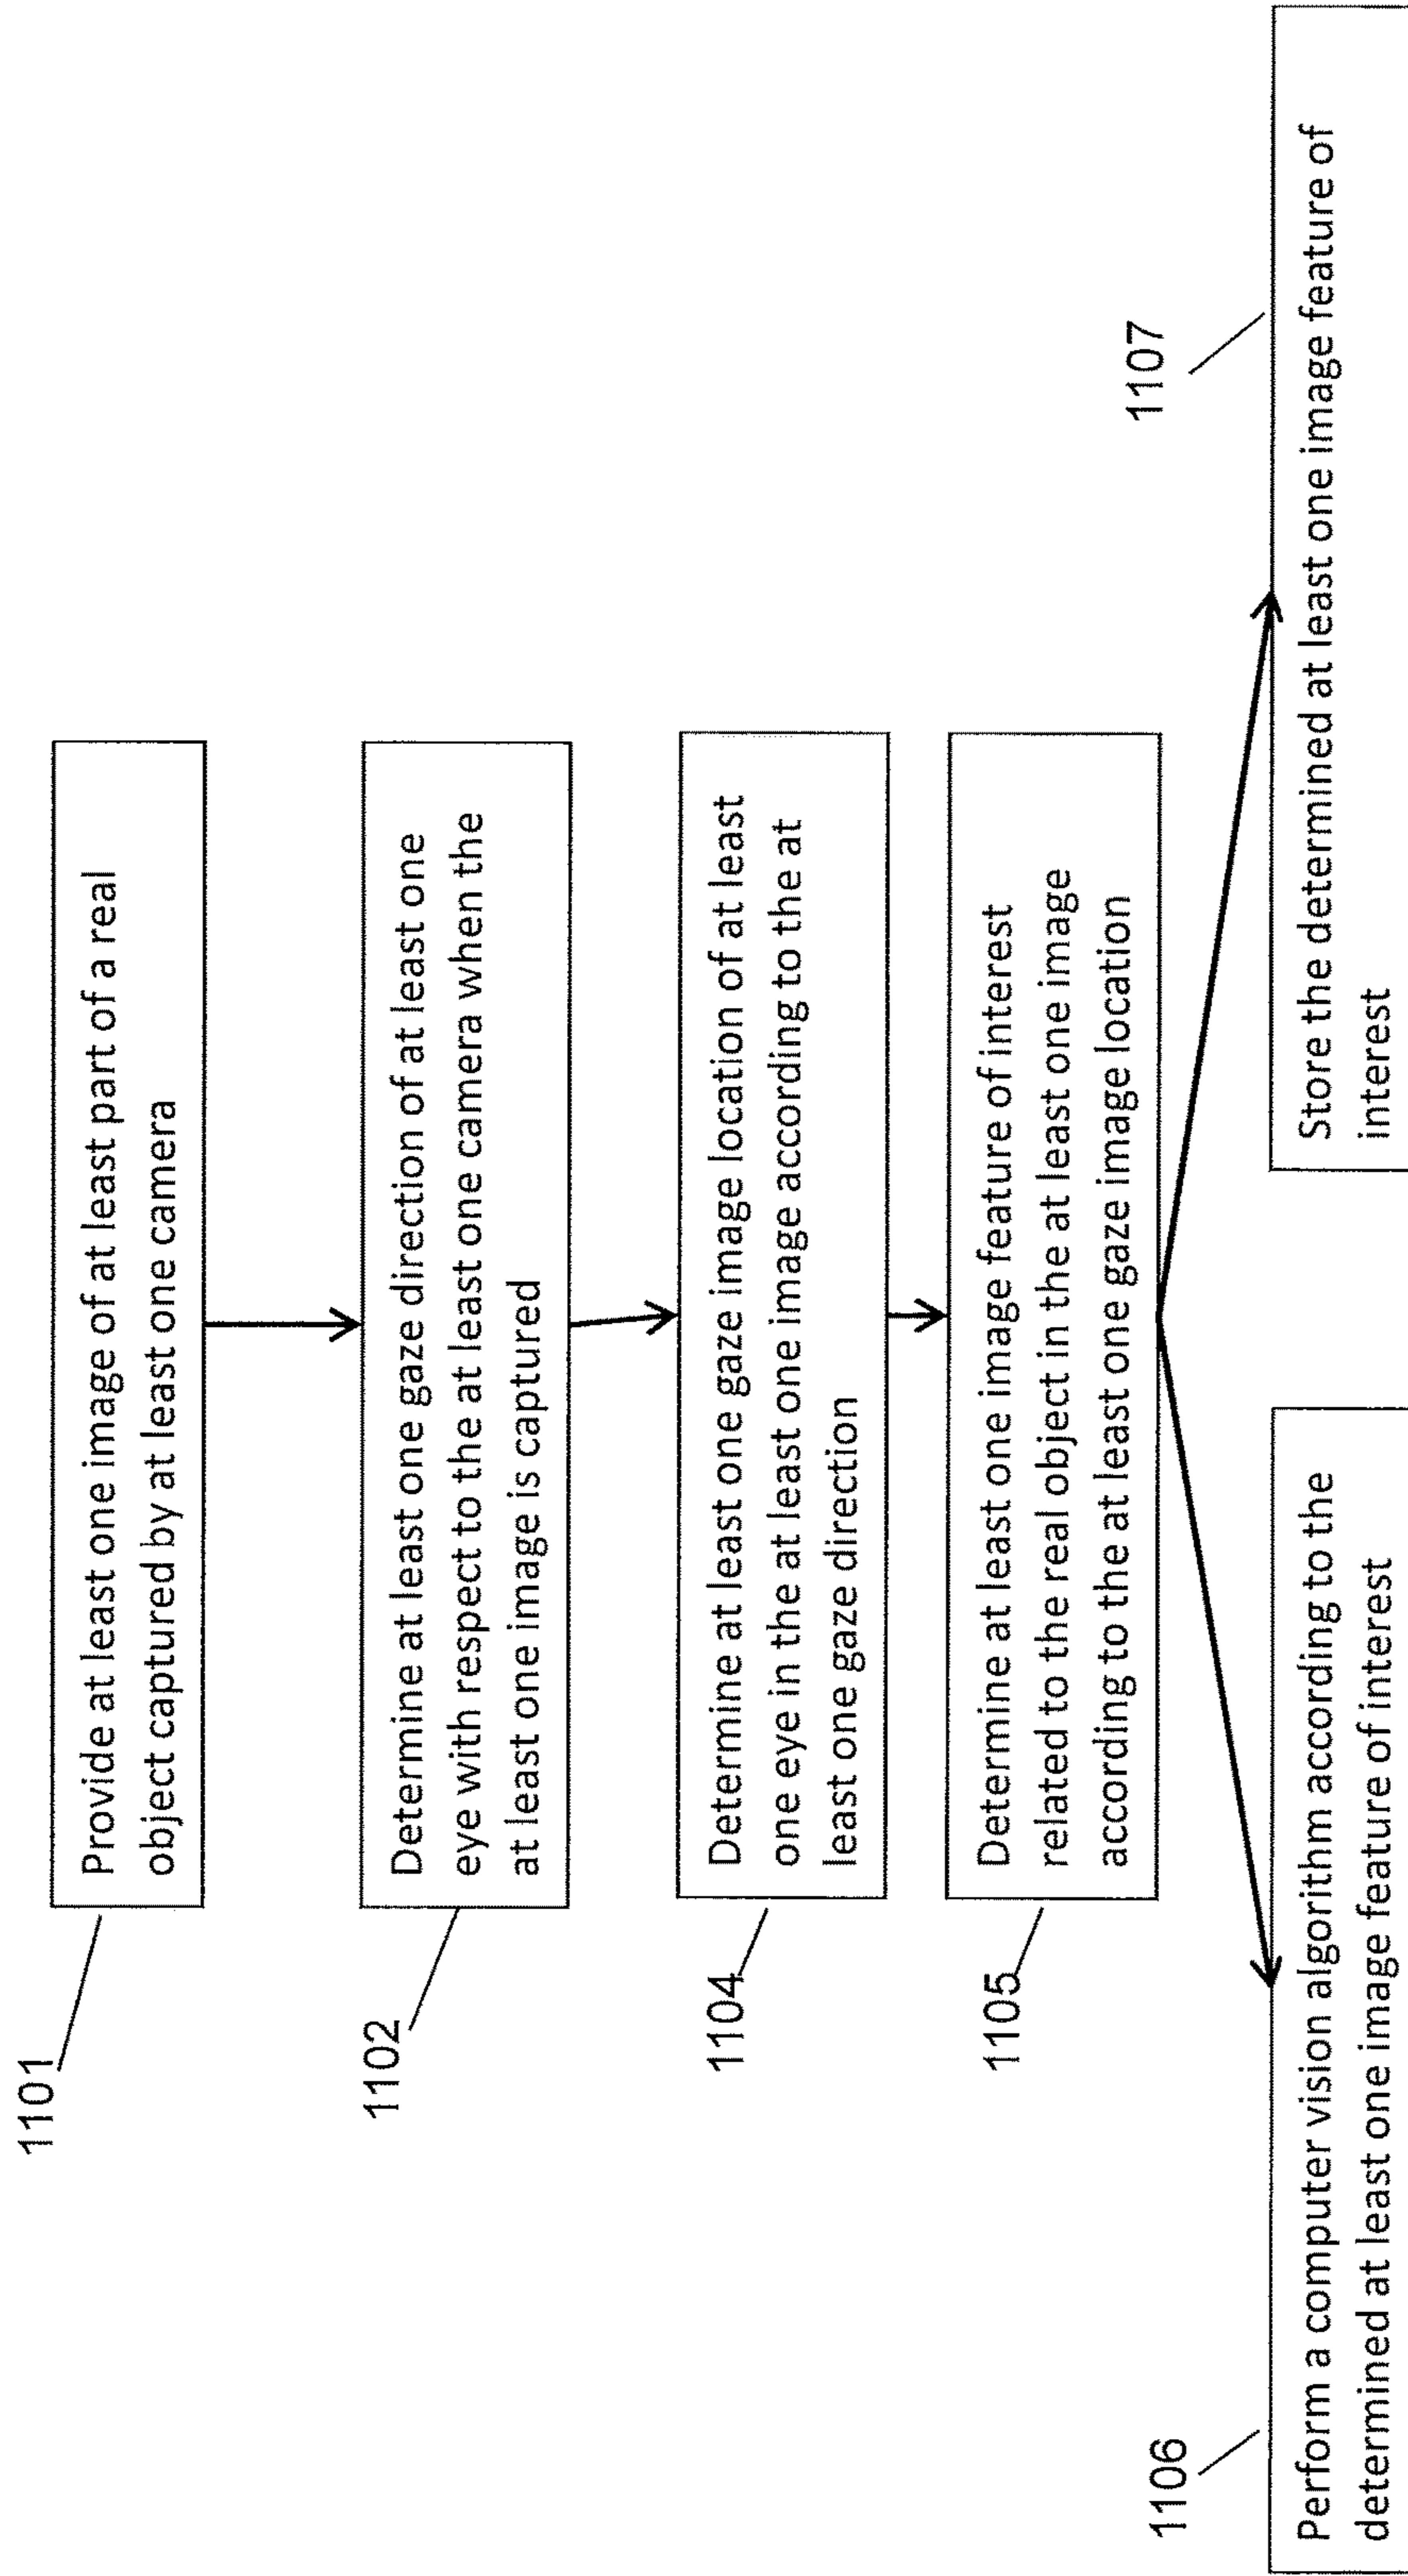 1101
Provide at least one image of at least part of a real
object captured by at least one camera
1102
Determine at least one gaze direction of at least one
eye with respect to the at least one camera when the
at least one image is captured
1104
Determine at least one gaze image location of at least
one eye in the at least one image according to the at
least one gaze direction
1105
Determine at least one image feature of interest
related to the real object in the at least one image
according to the at least one gaze image location
1106
Perform a computer vision algorithm according to the
determined at least one image feature of interest
1107
Store the determined at least one image feature of
interest